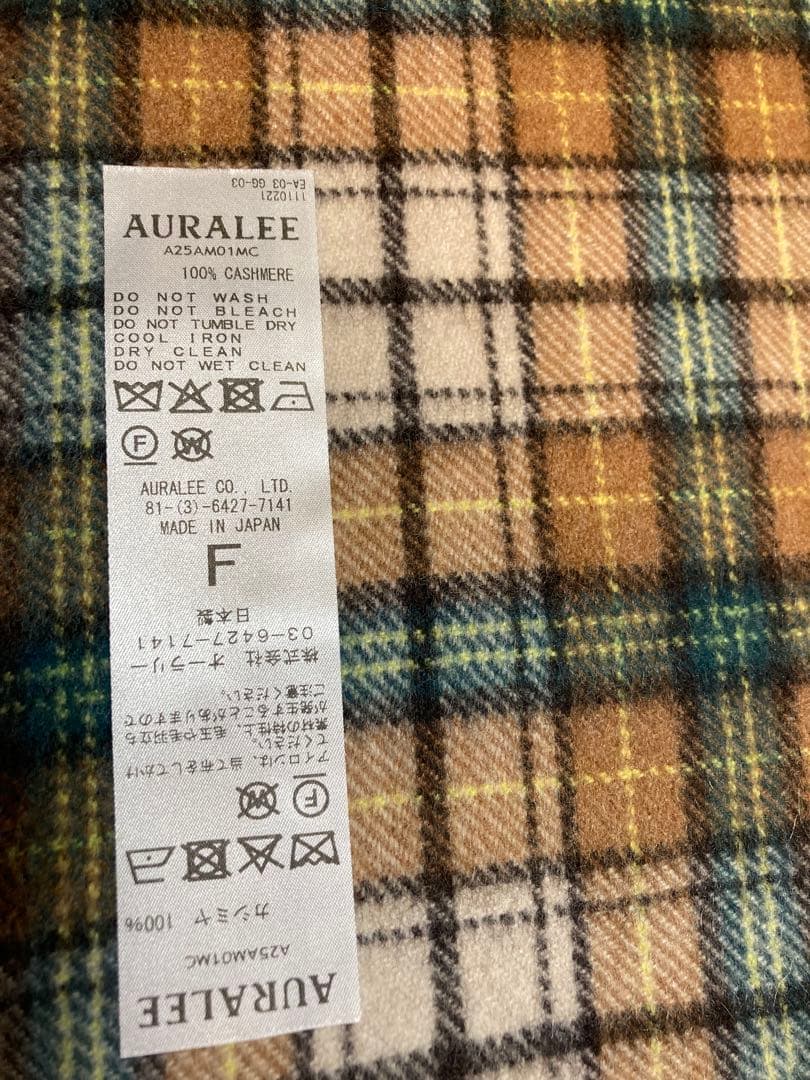 1110221
EA-03 GG-03
AURALEE
A25AM01MC
100% CASHMERE
DO NOT WASH
DO NOT BLEACH
DO NOT TUMBLE DRY
COOL IRON
DRY CLEAN
DO NOT WET CLEAN
F W
AURALEE CO., LTD.
81-(3)-6427-7141
MADE IN JAPAN
F
AURALEE
A25AM01MC
カシミヤ 100%
F W
アイロンは、当て布をしてかけ
てください。
素材の特性上、毛玉や毛羽立ち
が発生することがありますので
ご注意ください。
株式会社 オーラリー
03-6427-7141
日本製